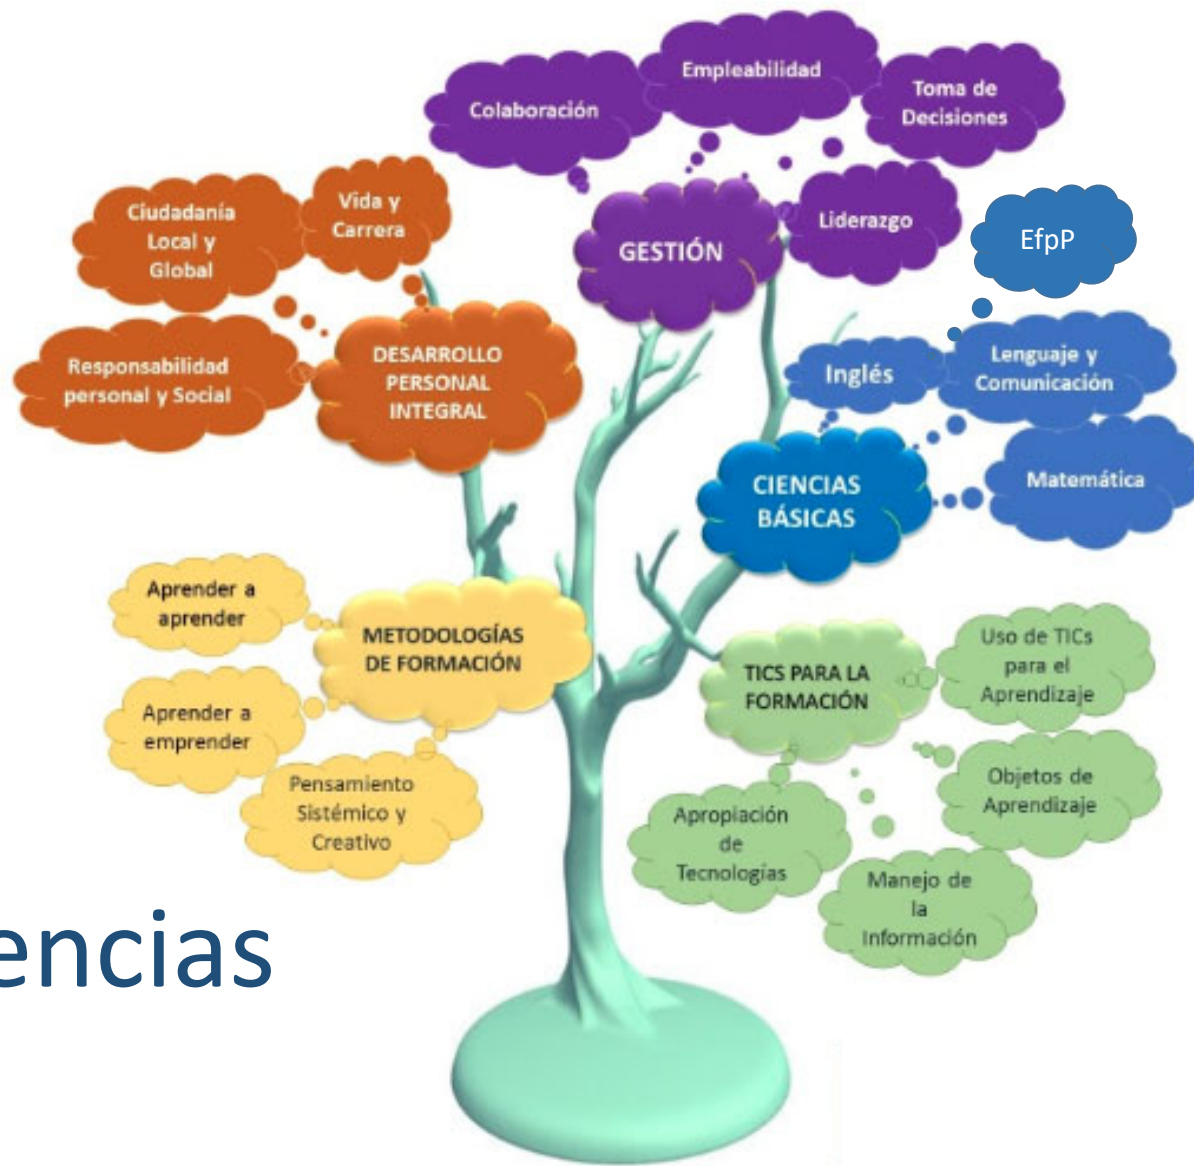 Empleabilidad
Colaboración
Toma de
Decisiones
GESTIÓN
Liderazgo
Ciudadanía
Local y
Global
Vida y
Carrera
Responsabilidad
personal y Social
DESARROLLO
PERSONAL
INTEGRAL
EfpP
Inglés
Lenguaje y
Comunicación
Matemática
CIENCIAS
BÁSICAS
Aprender a
aprender
METODOLOGÍAS
DE FORMACIÓN
Aprender a
emprender
Pensamiento
Sistémico y
Creativo
TICS PARA LA
FORMACIÓN
Uso de TICs
para el
Aprendizaje
Objetos de
Aprendizaje
Apropiación
de
Tecnologías
Manejo de
la
Información
encias